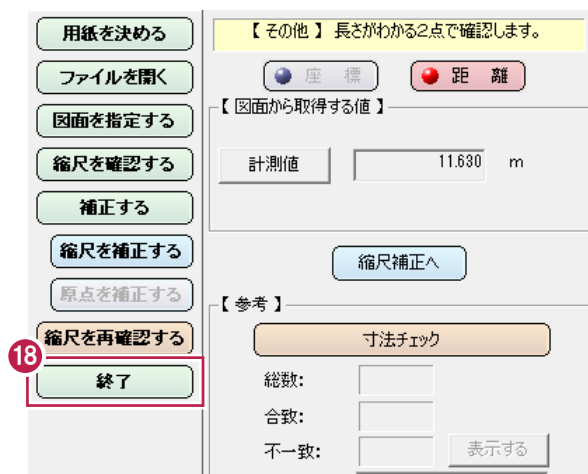 用紙を決める
ファイルを開く
図面を指定する
縮尺を確認する
補正する
縮尺を補正する
原点を補正する
縮尺を再確認する
⑱
終了
【 その他 】 長さがわかる2点で確認します。
座 標
距 離
【 図面から取得する値 】
計測値 11.630 m
縮尺補正へ
【 参考 】
寸法チェック
総数:
合致:
不一致: 表示する